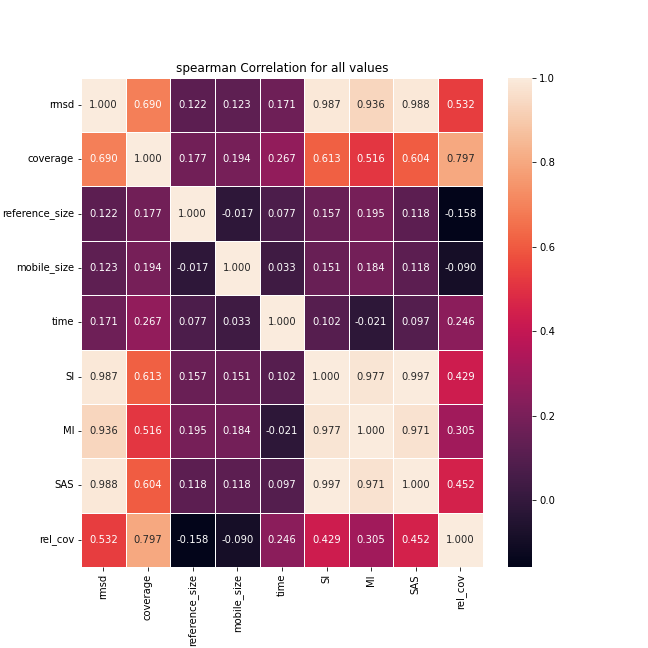 spearman Correlation for all values
rmsd 1.000 0.690 0.122 0.123 0.171 0.987 0.936 0.988 0.532
coverage 0.690 1.000 0.177 0.194 0.267 0.613 0.516 0.604 0.797
reference_size 0.122 0.177 1.000 -0.017 0.077 0.157 0.195 0.118 -0.158
mobile_size 0.123 0.194 -0.017 1.000 0.033 0.151 0.184 0.118 -0.090
time 0.171 0.267 0.077 0.033 1.000 0.102 -0.021 0.097 0.246
SI 0.987 0.613 0.157 0.151 0.102 1.000 0.977 0.997 0.429
MI 0.936 0.516 0.195 0.184 -0.021 0.977 1.000 0.971 0.305
SAS 0.988 0.604 0.118 0.118 0.097 0.997 0.971 1.000 0.452
rel_cov 0.532 0.797 -0.158 -0.090 0.246 0.429 0.305 0.452 1.000
rmsd coverage reference_size mobile_size time SI MI SAS rel_cov
1.0
0.8
0.6
0.4
0.2
0.0